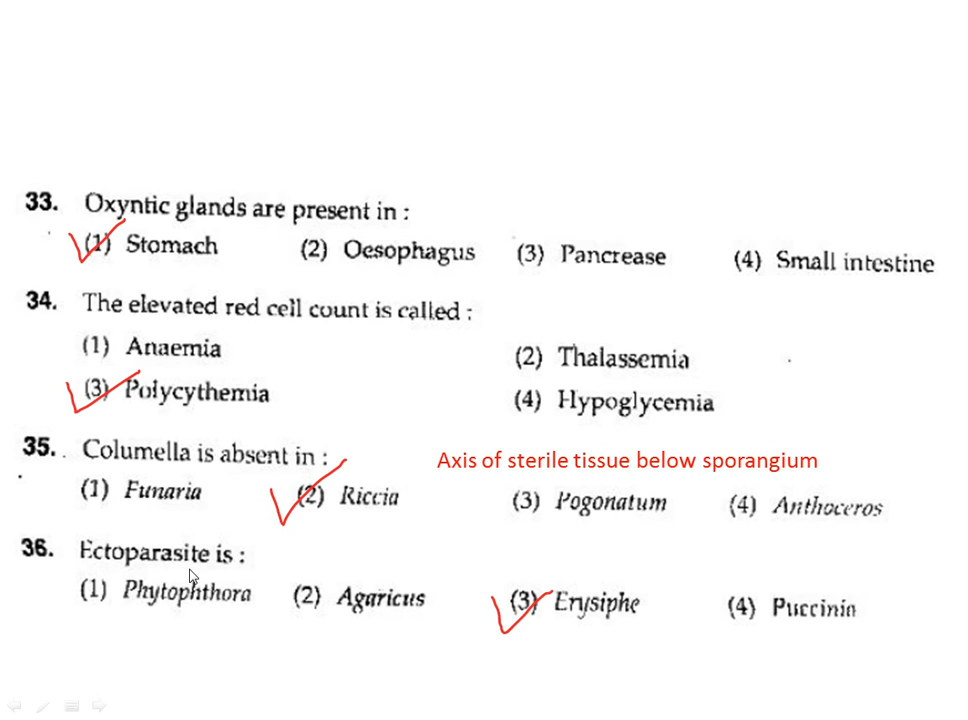 33. Oxyntic glands are present in :
(1) Stomach (2) Oesophagus (3) Pancrease (4) Small intestine
34. The elevated red cell count is called :
(1) Anaemia (2) Thalassemia
(3) Polycythemia (4) Hypoglycemia
35. Columella is absent in : Axis of sterile tissue below sporangium
(1) Funaria (2) Riccia (3) Pogonatum (4) Anthoceros
36. Ectoparasite is :
(1) Phytophthora (2) Agaricus (3) Erysiphe (4) Puccinia